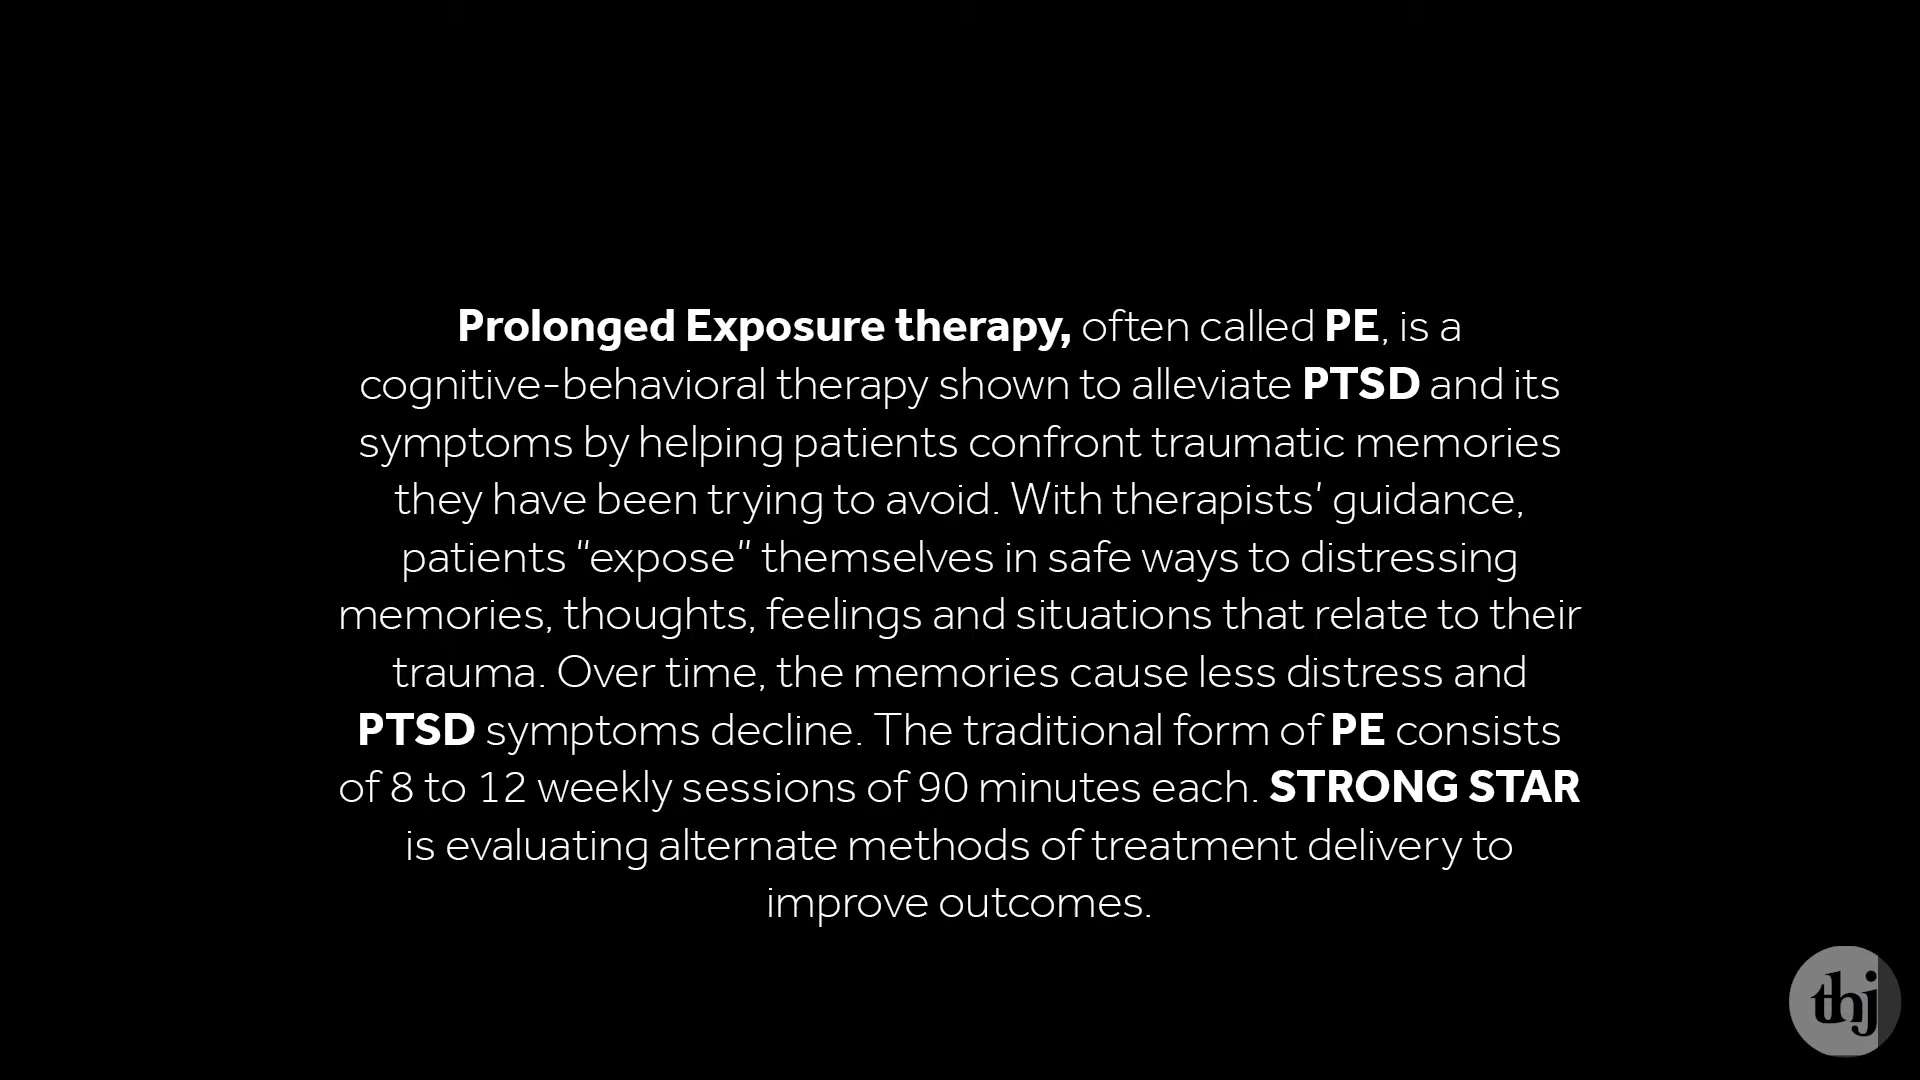 Prolonged Exposure therapy, often called PE, is a
cognitive-behavioral therapy shown to alleviate PTSD and its
symptoms by helping patients confront traumatic memories
they have been trying to avoid. With therapists’ guidance,
patients “expose” themselves in safe ways to distressing
memories, thoughts, feelings and situations that relate to their
trauma. Over time, the memories cause less distress and
PTSD symptoms decline. The traditional form of PE consists
of 8 to 12 weekly sessions of 90 minutes each. STRONG STAR
is evaluating alternate methods of treatment delivery to
improve outcomes.
thj